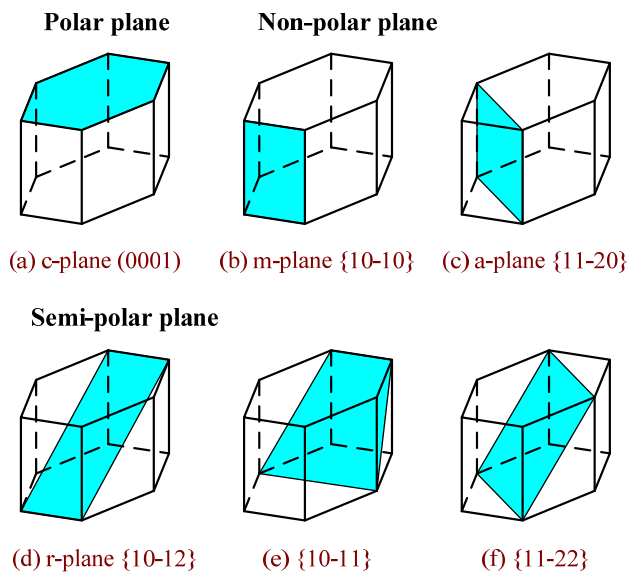 Polar plane Non-polar plane
(a) c-plane (0001) (b) m-plane {10-10} (c) a-plane {11-20}
Semi-polar plane
(d) r-plane {10-12} (e) {10-11} (f) {11-22}